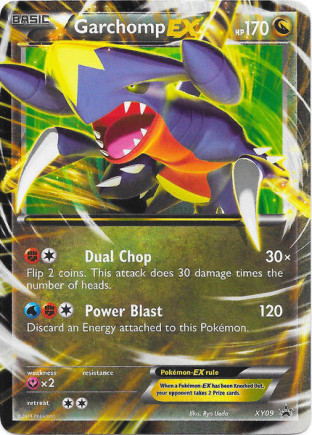 BASIC Garchomp EX HP170
Dual Chop 30×
Flip 2 coins. This attack does 30 damage times the
number of heads.
Power Blast 120
Discard an Energy attached to this Pokémon.
weakness resistance
×2
Pokémon-EX rule
When a Pokémon-EX has been Knocked Out,
your opponent takes 2 Prize cards.
retreat
Illus. Ryo Ueda XY09